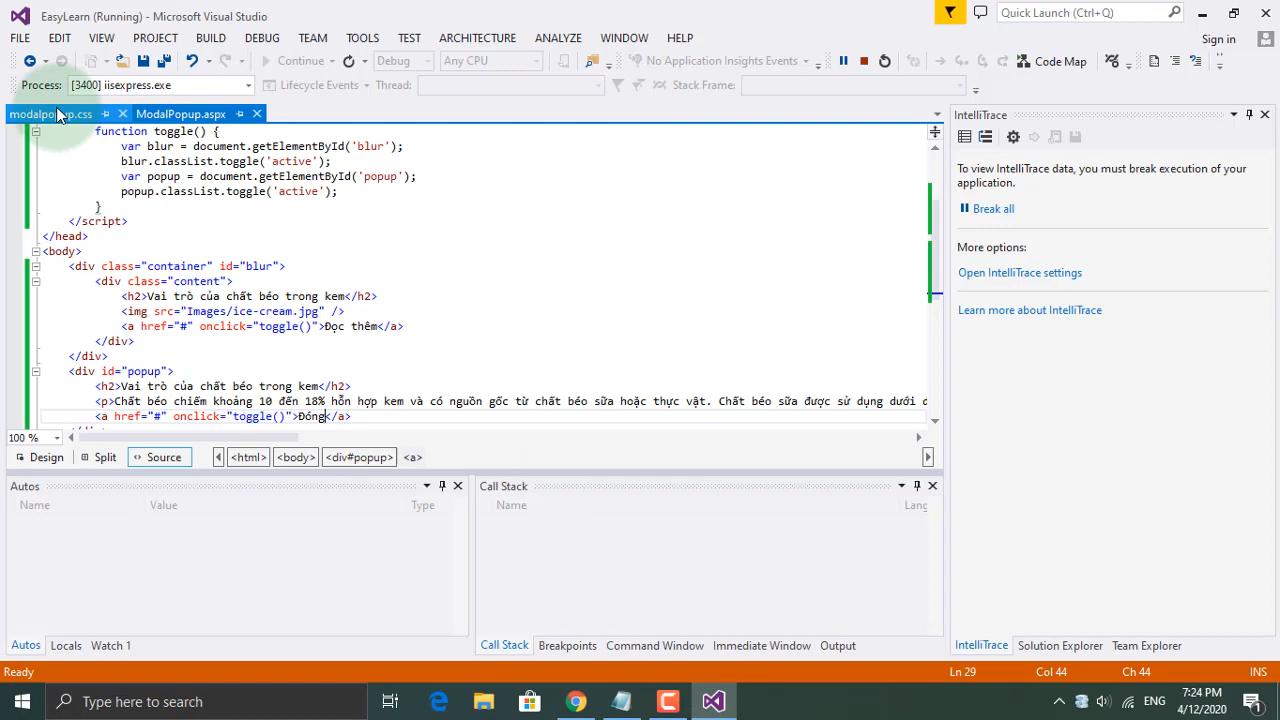 EasyLearn (Running) - Microsoft Visual Studio
Quick Launch (Ctrl+Q)
FILE EDIT VIEW PROJECT BUILD DEBUG TEAM TOOLS TEST ARCHITECTURE ANALYZE WINDOW HELP
Sign in
Continue Debug Any CPU No Application Insights Events Code Map
Process: [3400] iisexpress.exe Lifecycle Events Thread: Stack Frame:
modalpopup.css ModalPopup.aspx
function toggle() {
var blur = document.getElementById('blur');
blur.classList.toggle('active');
var popup = document.getElementById('popup');
popup.classList.toggle('active');
}
</script>
</head>
<body>
<div class="container" id="blur">
<div class="content">
<h2>Vai trò của chất béo trong kem</h2>
<img src="Images/ice-cream.jpg" />
<a href="#" onclick="toggle()">Đọc thêm</a>
</div>
</div>
<div id="popup">
<h2>Vai trò của chất béo trong kem</h2>
<p>Chất béo chiếm khoảng 10 đến 18% hỗn hợp kem và có nguồn gốc từ chất béo sữa hoặc thực vật. Chất béo sữa được sử dụng dưới d
<a href="#" onclick="toggle()">Đóng</a>
100 %
Design Split Source <html> <body> <div#popup> <a>
Autos
Name Value Type
Call Stack
Name Lang
Autos Locals Watch 1
Call Stack Breakpoints Command Window Immediate Window Output
IntelliTrace
To view IntelliTrace data, you must break execution of your
application.
Break all
More options:
Open IntelliTrace settings
Learn more about IntelliTrace
IntelliTrace Solution Explorer Team Explorer
Ready Ln 29 Col 44 Ch 44 INS
Type here to search
ENG
7:24 PM
4/12/2020
1